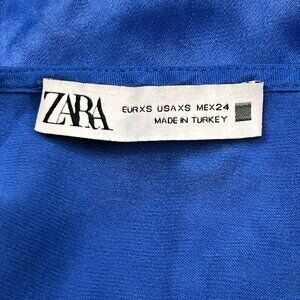 ZARA
EUR XS USA XS MEX 24
MADE IN TURKEY